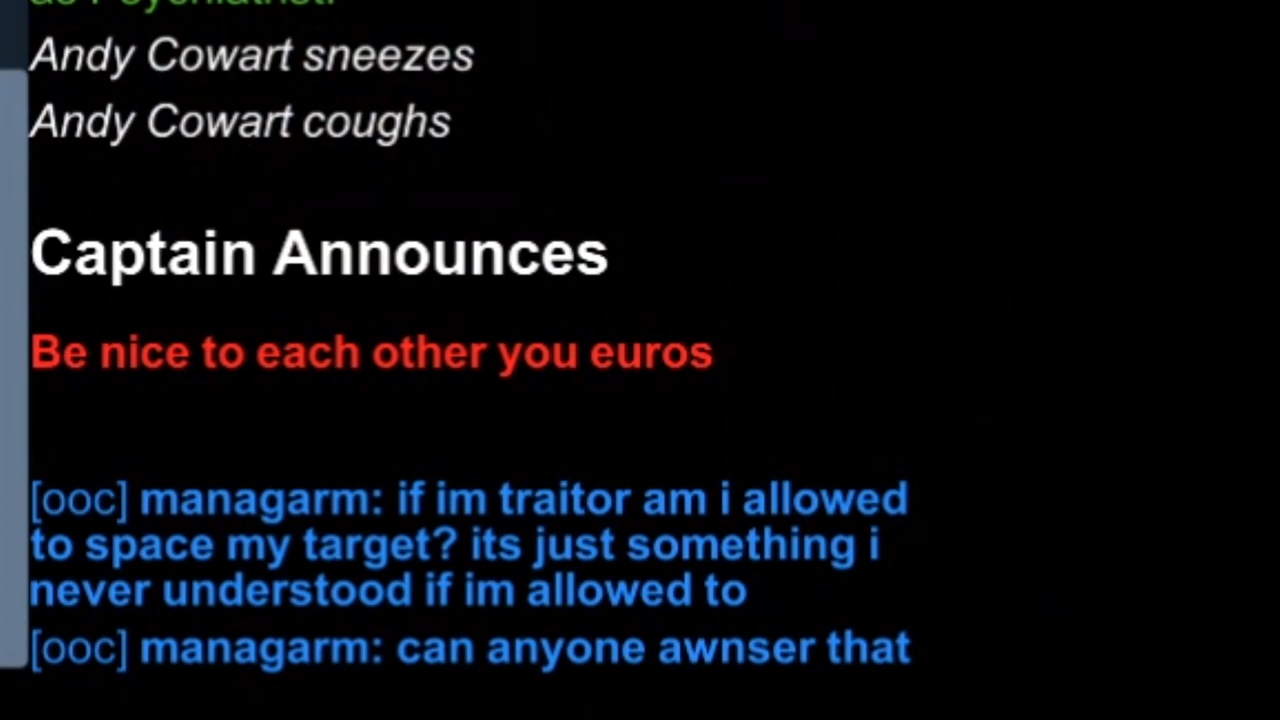 as Psychiatrist!
Andy Cowart sneezes
Andy Cowart coughs
Captain Announces
Be nice to each other you euros
[ooc] managarm: if im traitor am i allowed
to space my target? its just something i
never understood if im allowed to
[ooc] managarm: can anyone awnser that